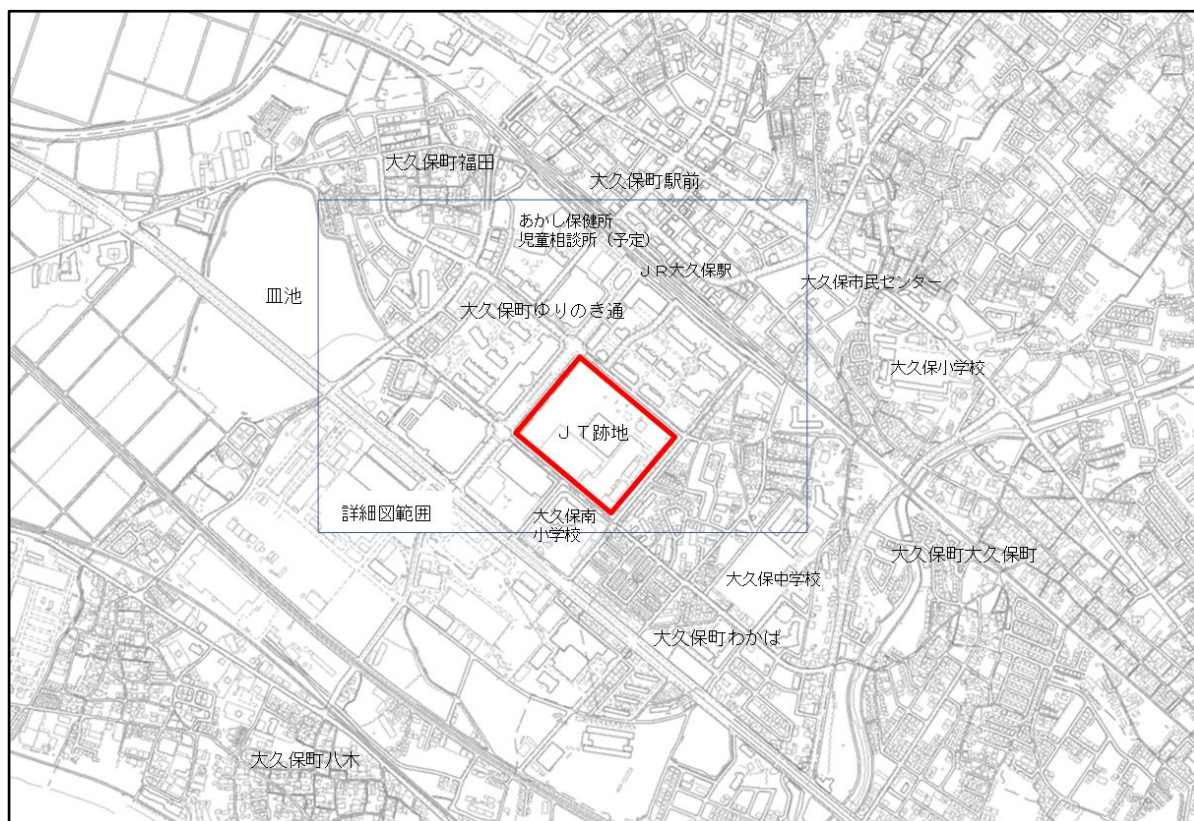 大久保町福田
大久保町駅前
あかし保健所
児童相談所（予定）
ＪＲ大久保駅
大久保市民センター
皿池
大久保町ゆりのき通
大久保小学校
ＪＴ跡地
詳細図範囲
大久保南
小学校
大久保町大久保町
大久保中学校
大久保町わかば
大久保町八木